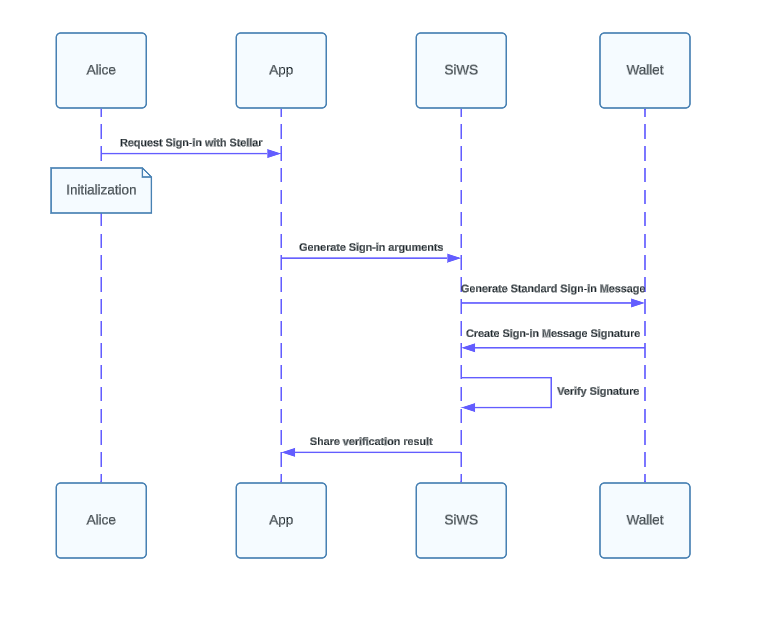 Alice
App
SiWS
Wallet
Request Sign-in with Stellar
Initialization
Generate Sign-in arguments
Generate Standard Sign-in Message
Create Sign-in Message Signature
Verify Signature
Share verification result
Alice
App
SiWS
Wallet